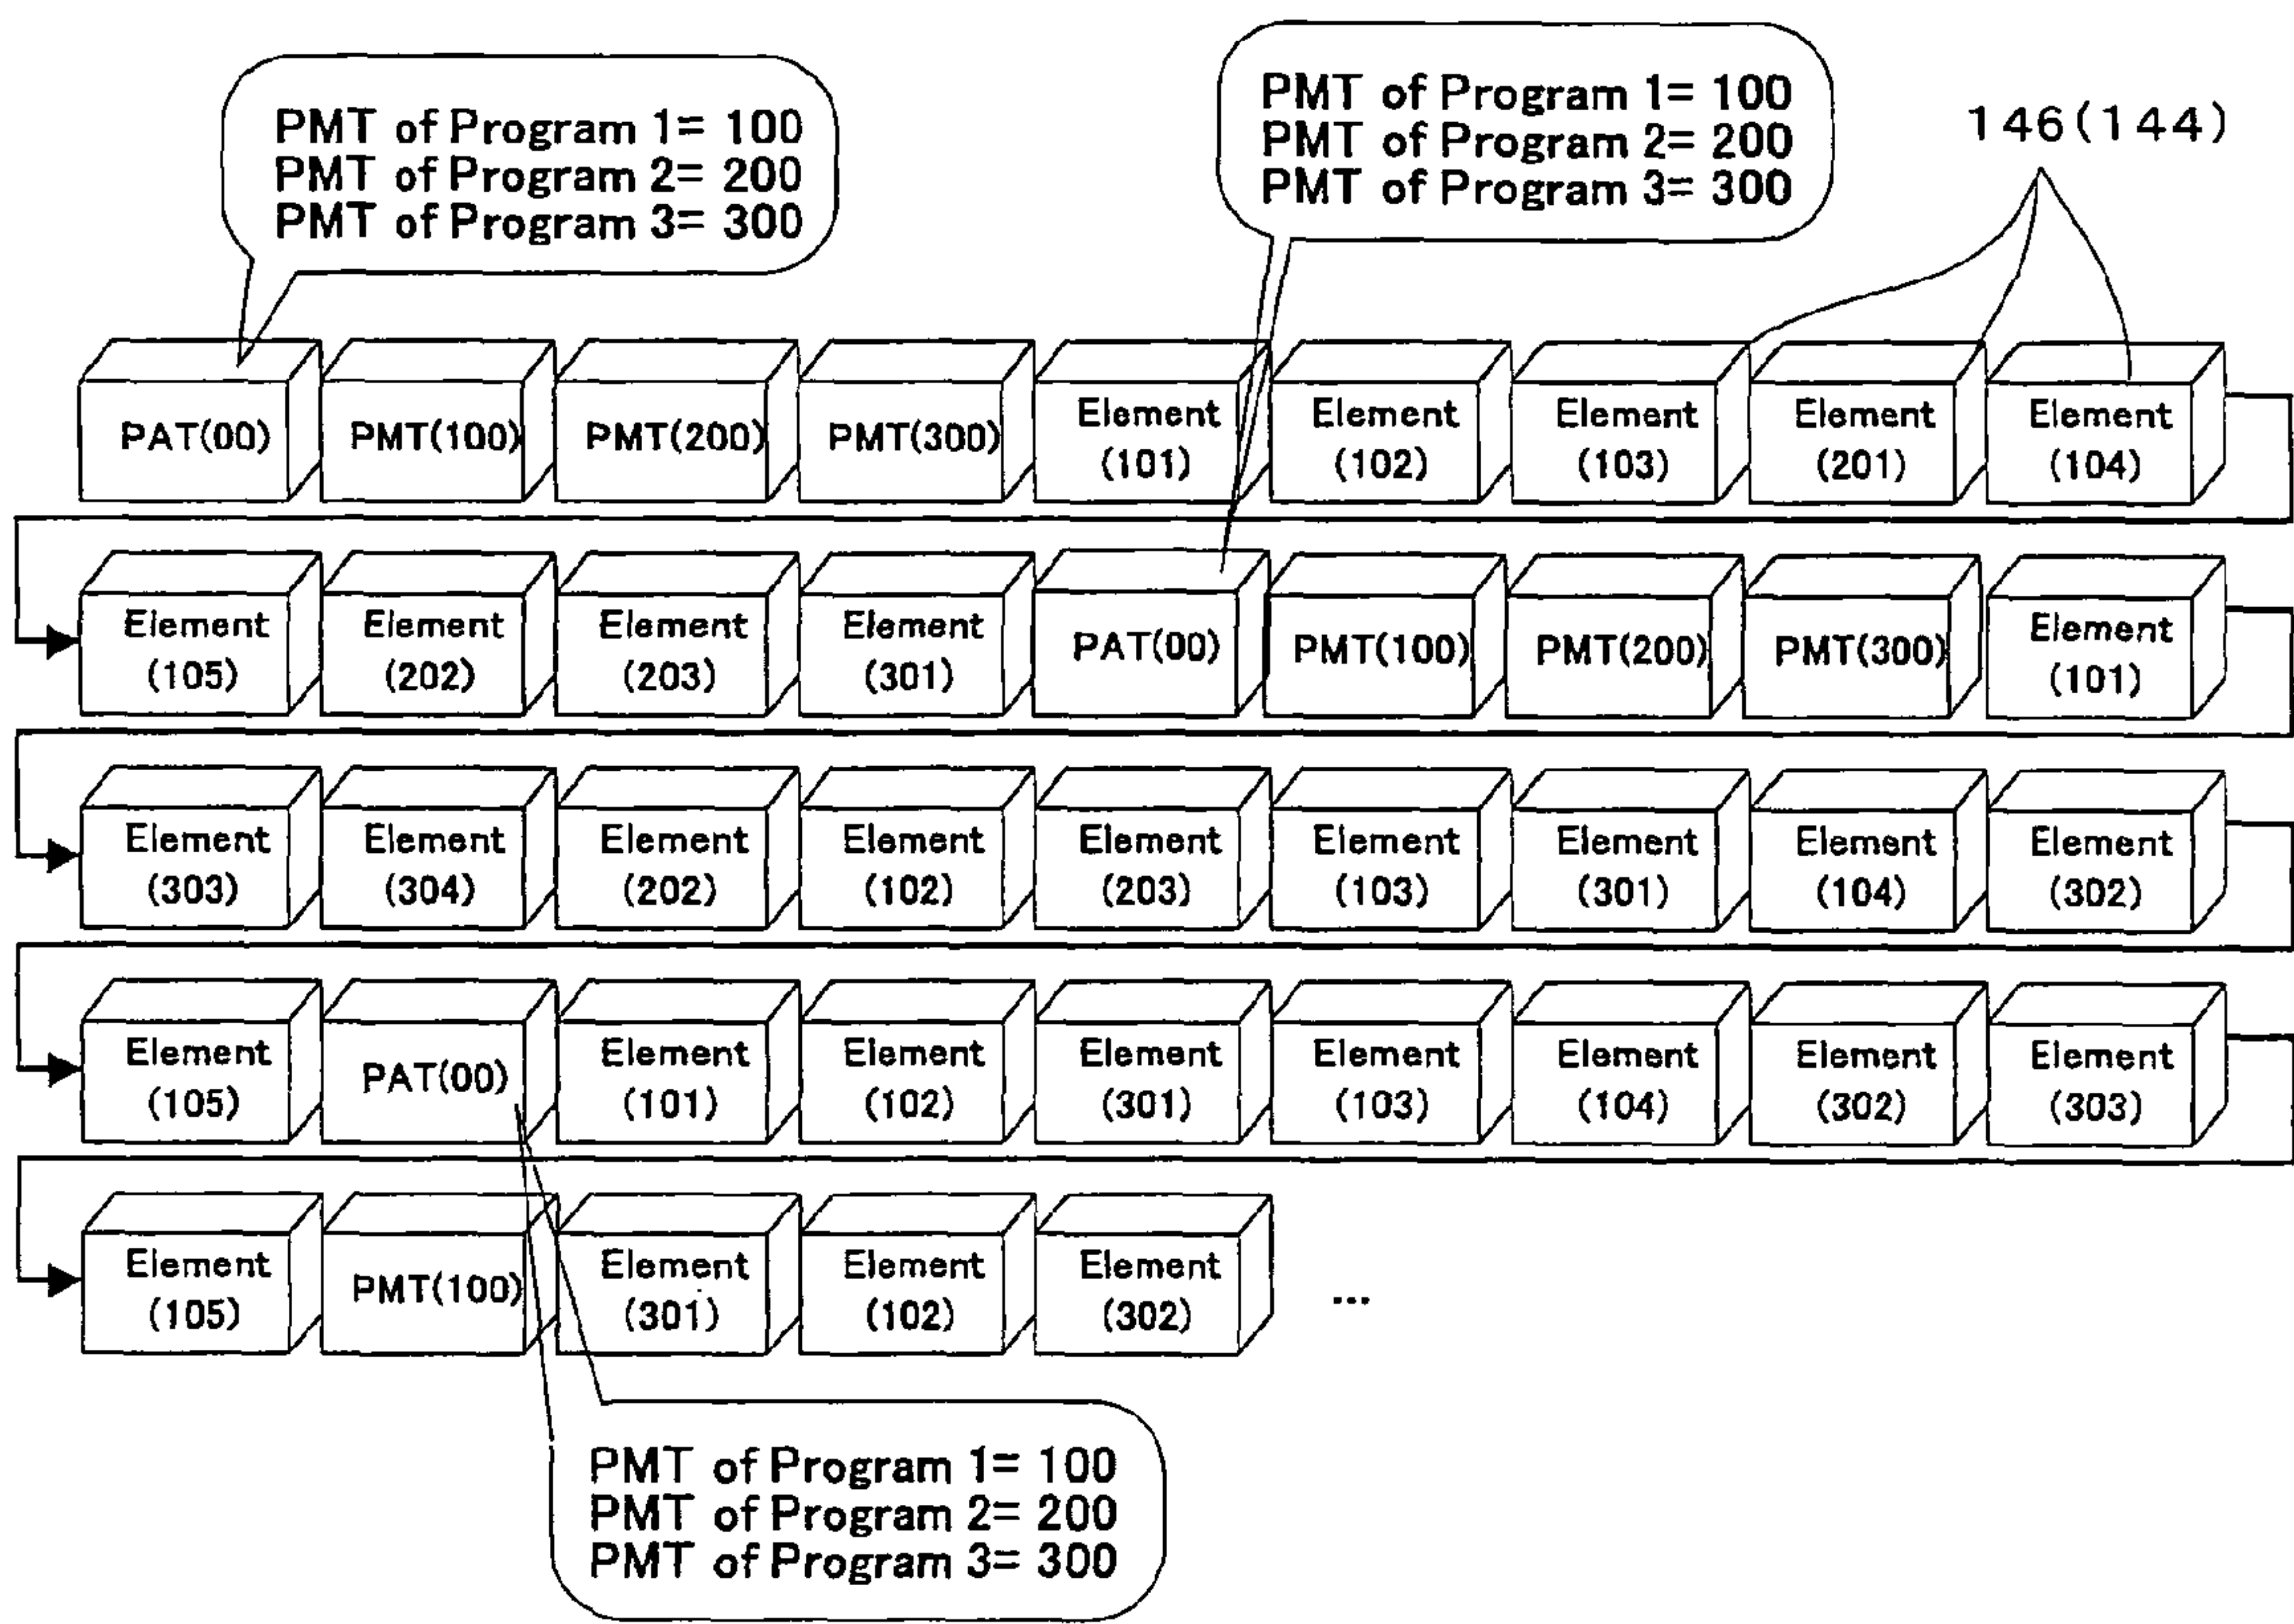 PMT of Program 1= 100
PMT of Program 2= 200
PMT of Program 3= 300
PMT of Program 1= 100
PMT of Program 2= 200
PMT of Program 3= 300
146(144)
PAT(00) PMT(100) PMT(200) PMT(300) Element (101) Element (102) Element (103) Element (201) Element (104)
Element (105) Element (202) Element (203) Element (301) PAT(00) PMT(100) PMT(200) PMT(300) Element (101)
Element (303) Element (304) Element (202) Element (102) Element (203) Element (103) Element (301) Element (104) Element (302)
Element (105) PAT(00) Element (101) Element (102) Element (301) Element (103) Element (104) Element (302) Element (303)
Element (105) PMT(100) Element (301) Element (102) Element (302) ...
PMT of Program 1= 100
PMT of Program 2= 200
PMT of Program 3= 300